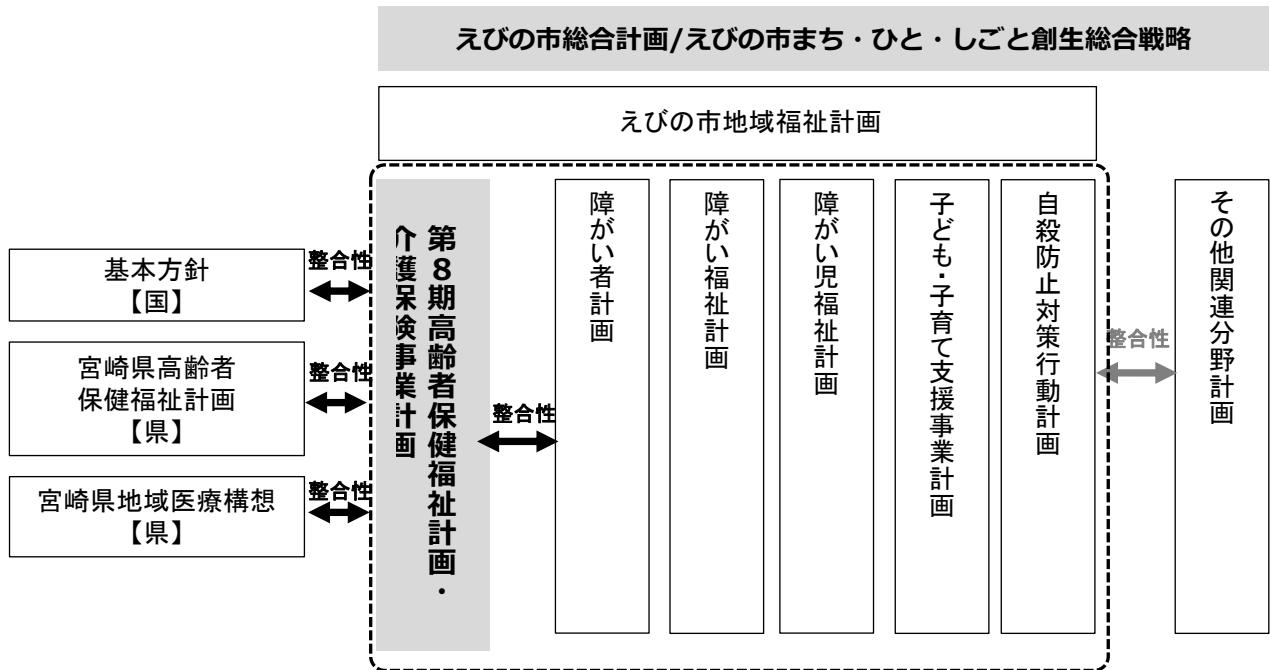 えびの市総合計画/えびの市まち・ひと・しごと創生総合戦略
えびの市地域福祉計画
基本方針
【国】
整合性
宮崎県高齢者
保健福祉計画
【県】
整合性
宮崎県地域医療構想
【県】
整合性
第８期高齢者保健福祉計画・
介護保険事業計画
整合性
障がい者計画
障がい福祉計画
障がい児福祉計画
子ども・子育て支援事業計画
自殺防止対策行動計画
整合性
その他関連分野計画